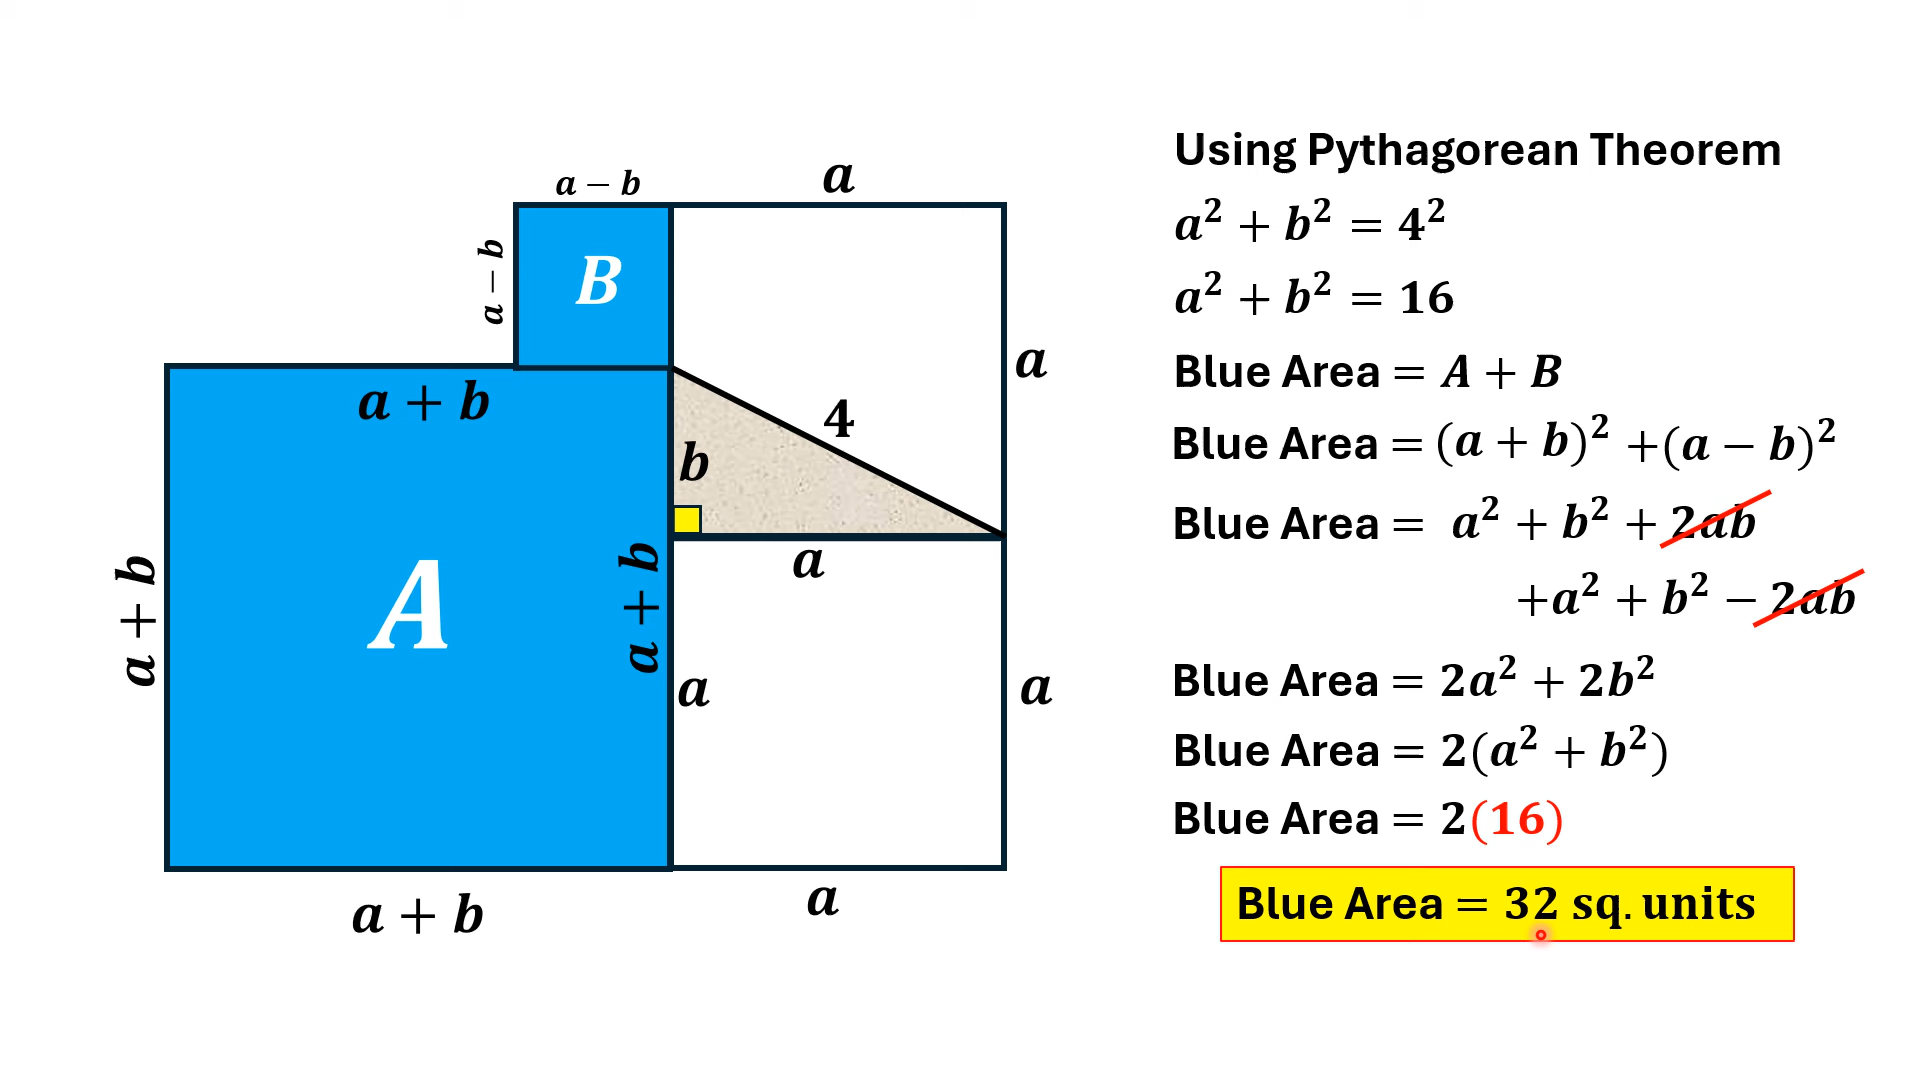 a − b
a
a − b
B
a
a + b
4
b
a + b
A
a + b
a
a
a
a + b
a
Using Pythagorean Theorem
a² + b² = 4²
a² + b² = 16
Blue Area = A + B
Blue Area = (a + b)² +(a − b)²
Blue Area = a² + b² + 2ab
+a² + b² − 2ab
Blue Area = 2a² + 2b²
Blue Area = 2(a² + b²)
Blue Area = 2(16)
Blue Area = 32 sq. units